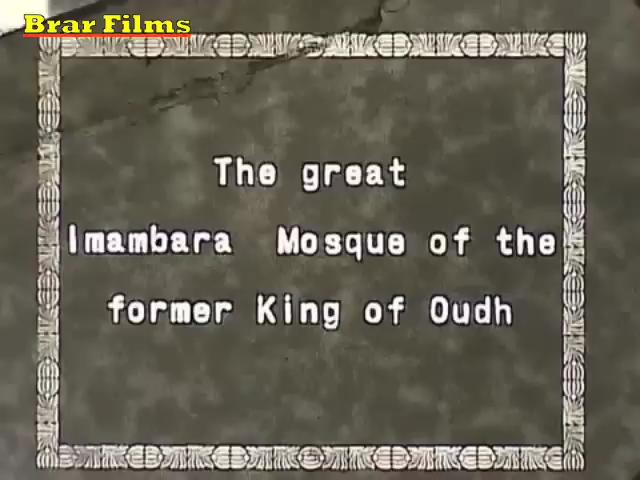 Brar Films
The great
Imambara Mosque of the
former King of Oudh